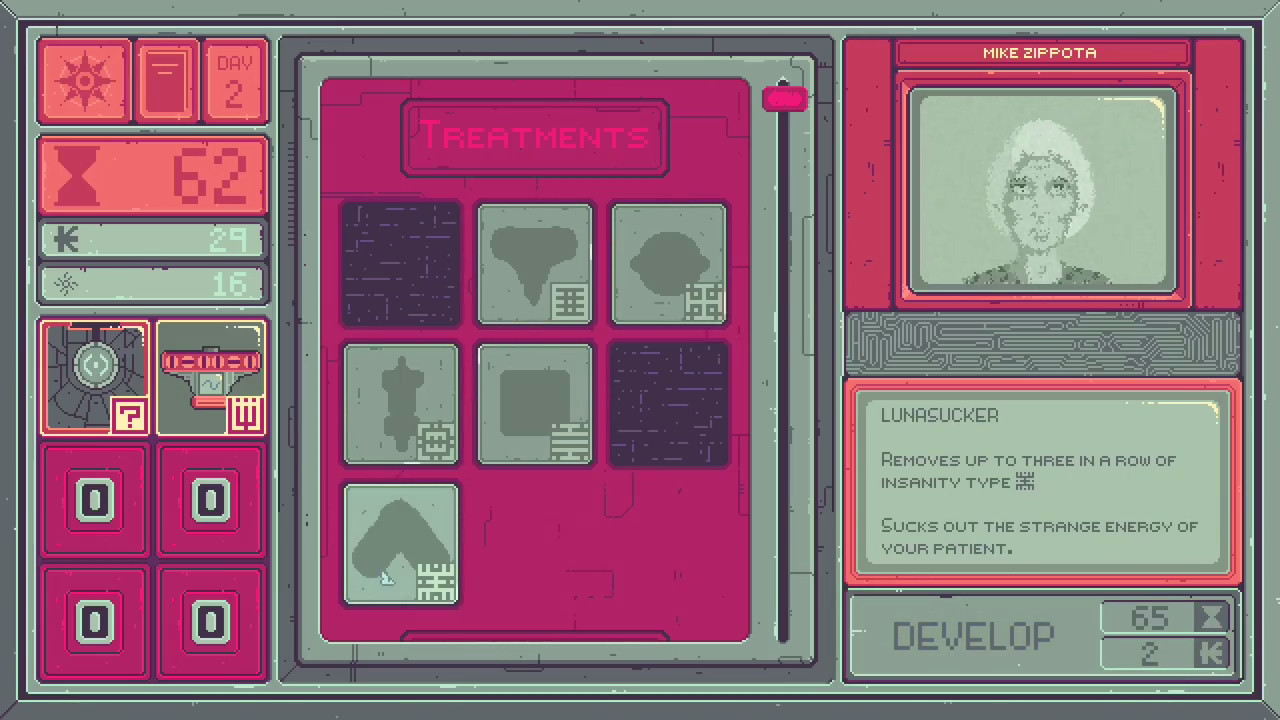 DAY
2
62
29
16
?
0
0
0
0
TREATMENTS
MIKE ZIPPOTA
LUNASUCKER
REMOVES UP TO THREE IN A ROW OF
INSANITY TYPE
SUCKS OUT THE STRANGE ENERGY OF
YOUR PATIENT.
DEVELOP
65
2